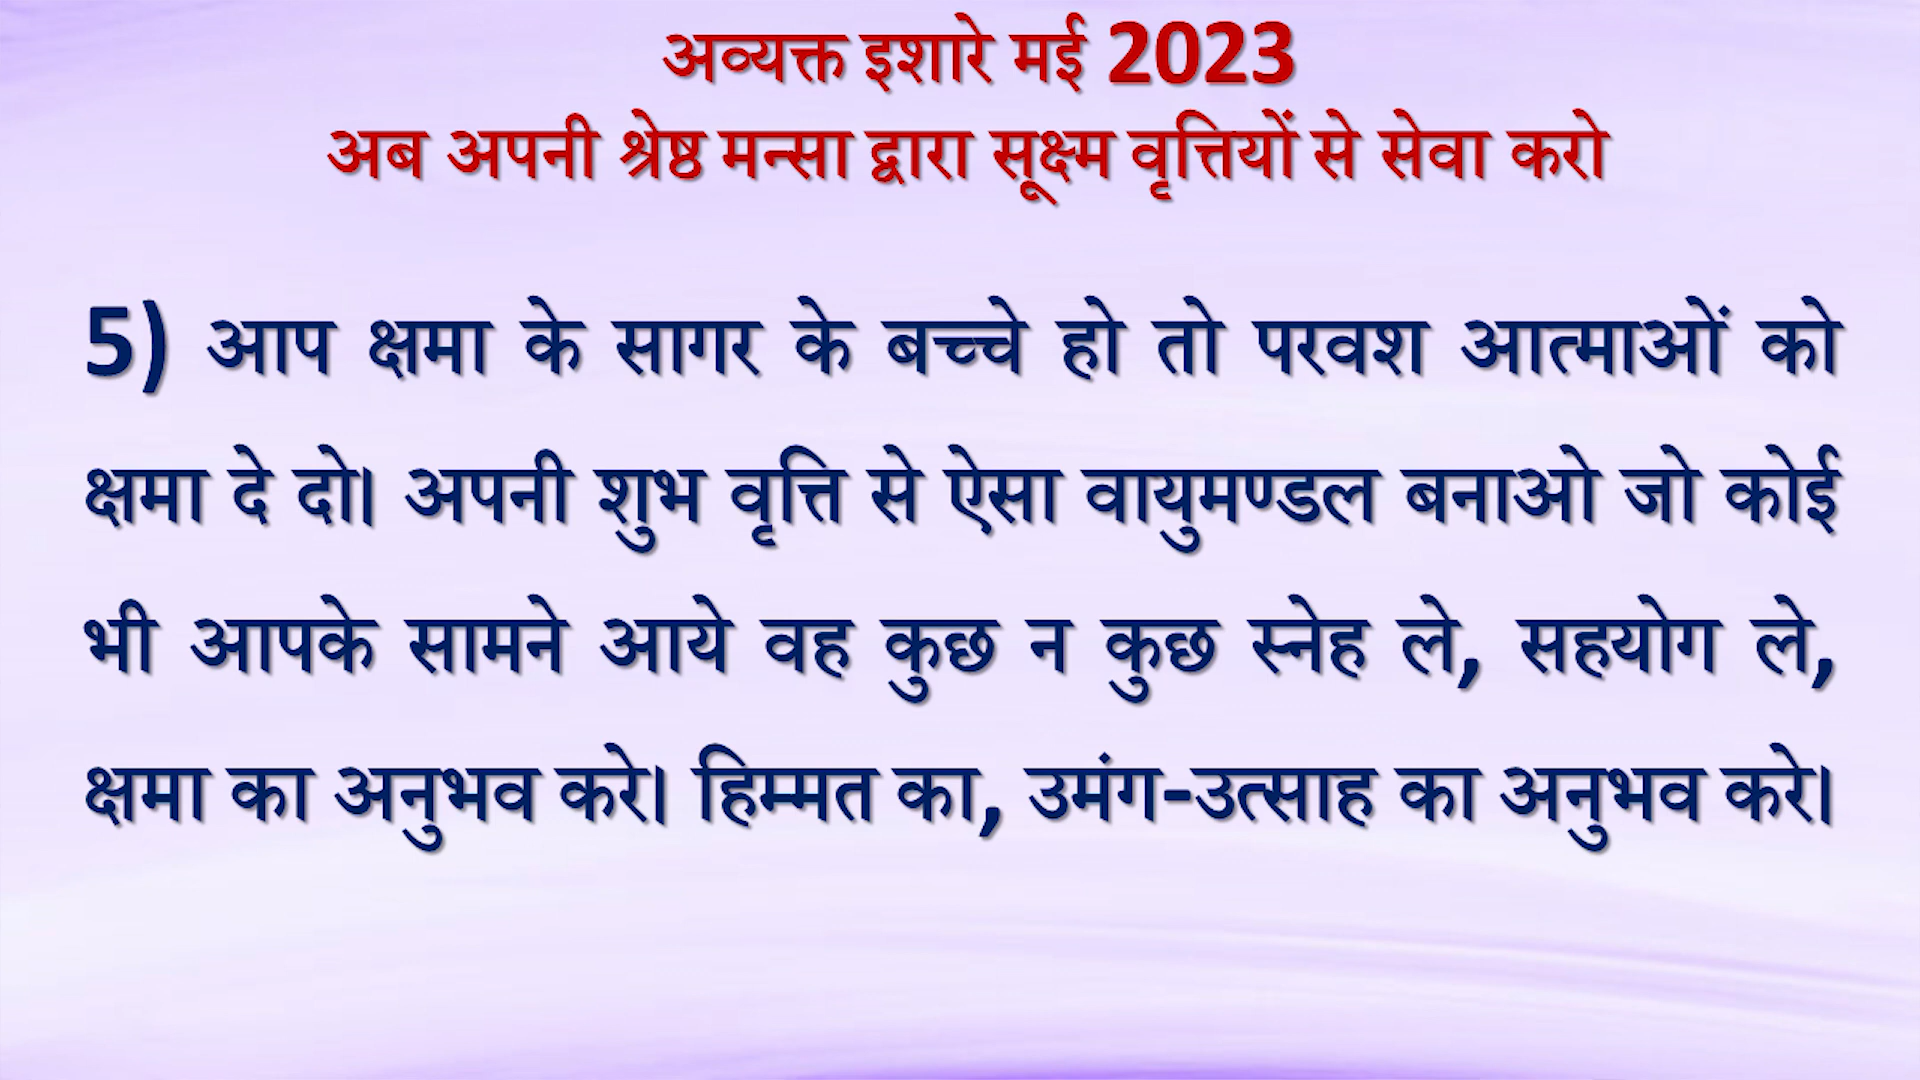 अव्यक्त इशारे मई 2023
अब अपनी श्रेष्ठ मन्सा द्वारा सूक्ष्म वृत्तियों से सेवा करो
5) आप क्षमा के सागर के बच्चे हो तो परवश आत्माओं को
क्षमा दे दो। अपनी शुभ वृत्ति से ऐसा वायुमण्डल बनाओ जो कोई
भी आपके सामने आये वह कुछ न कुछ स्नेह ले, सहयोग ले,
क्षमा का अनुभव करे। हिम्मत का, उमंग-उत्साह का अनुभव करे।